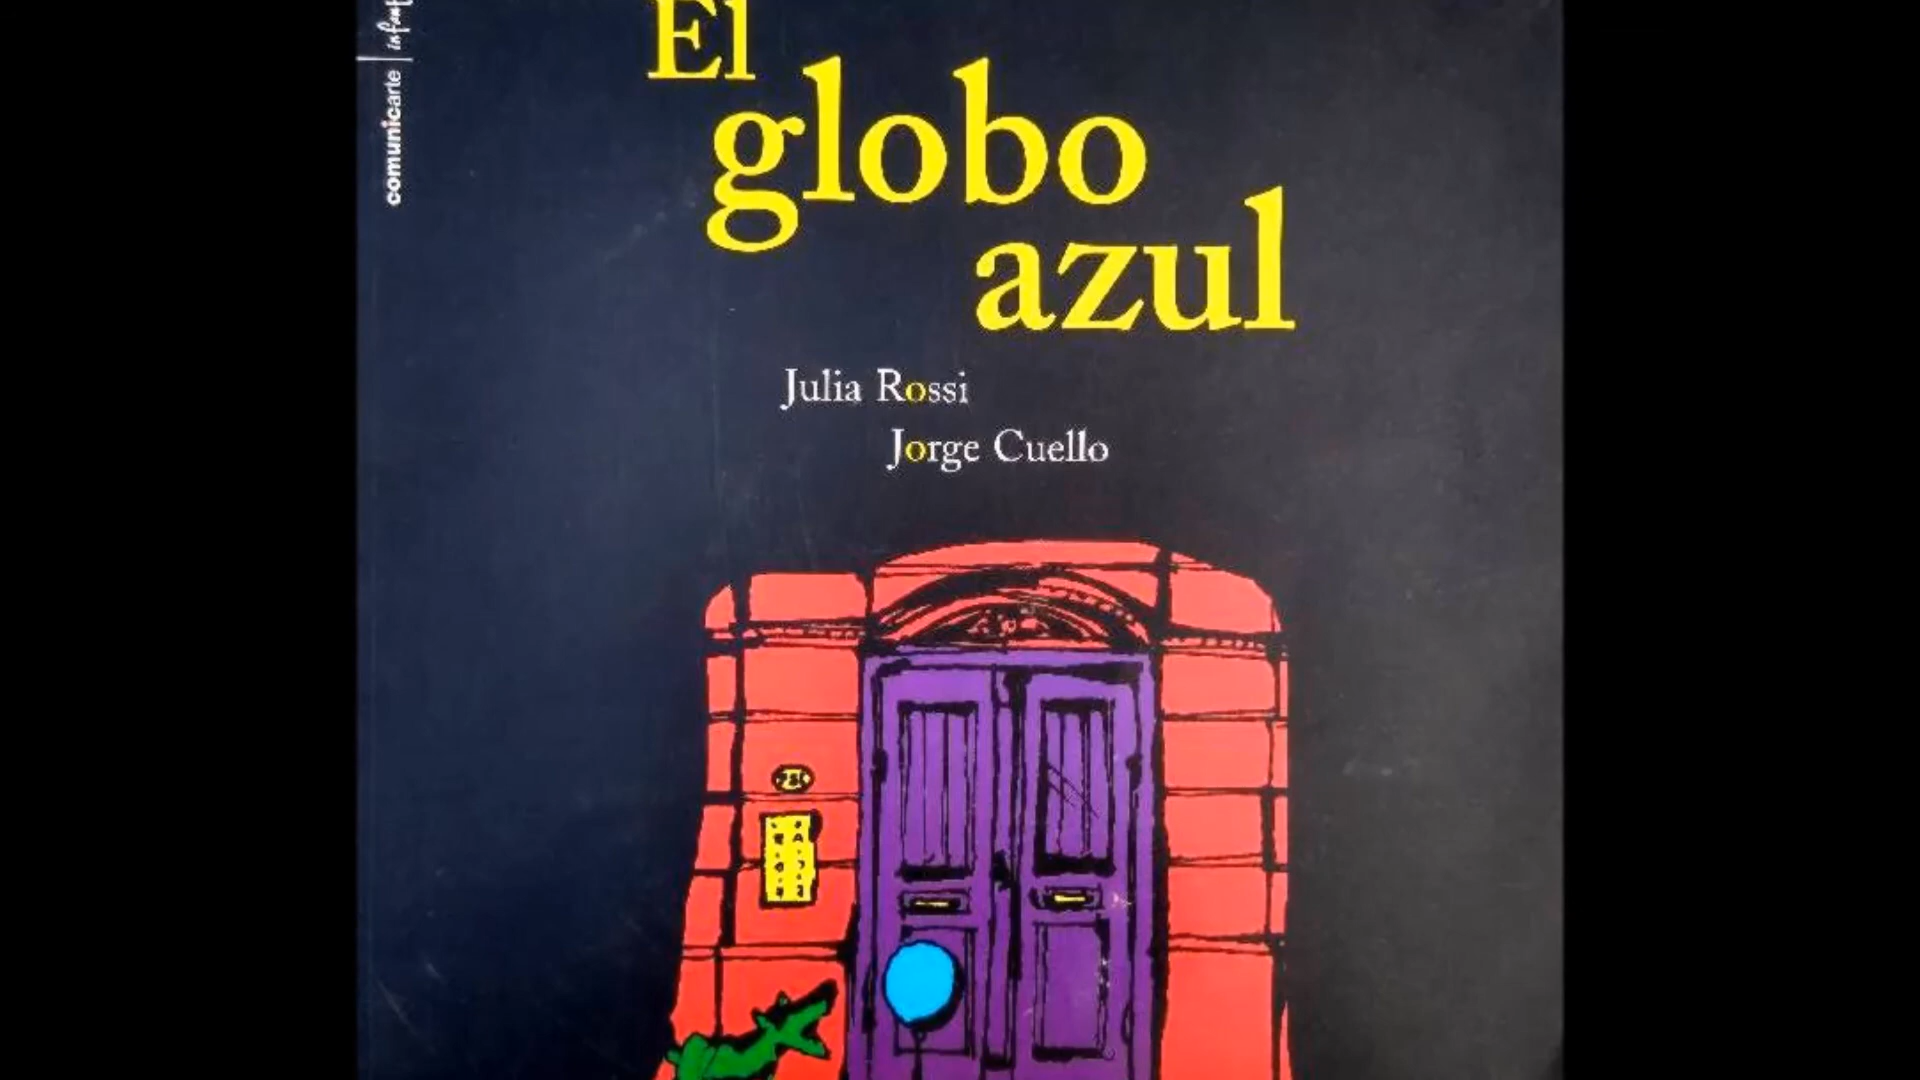 El
globo
azul
Julia Rossi
Jorge Cuello
comunicarte